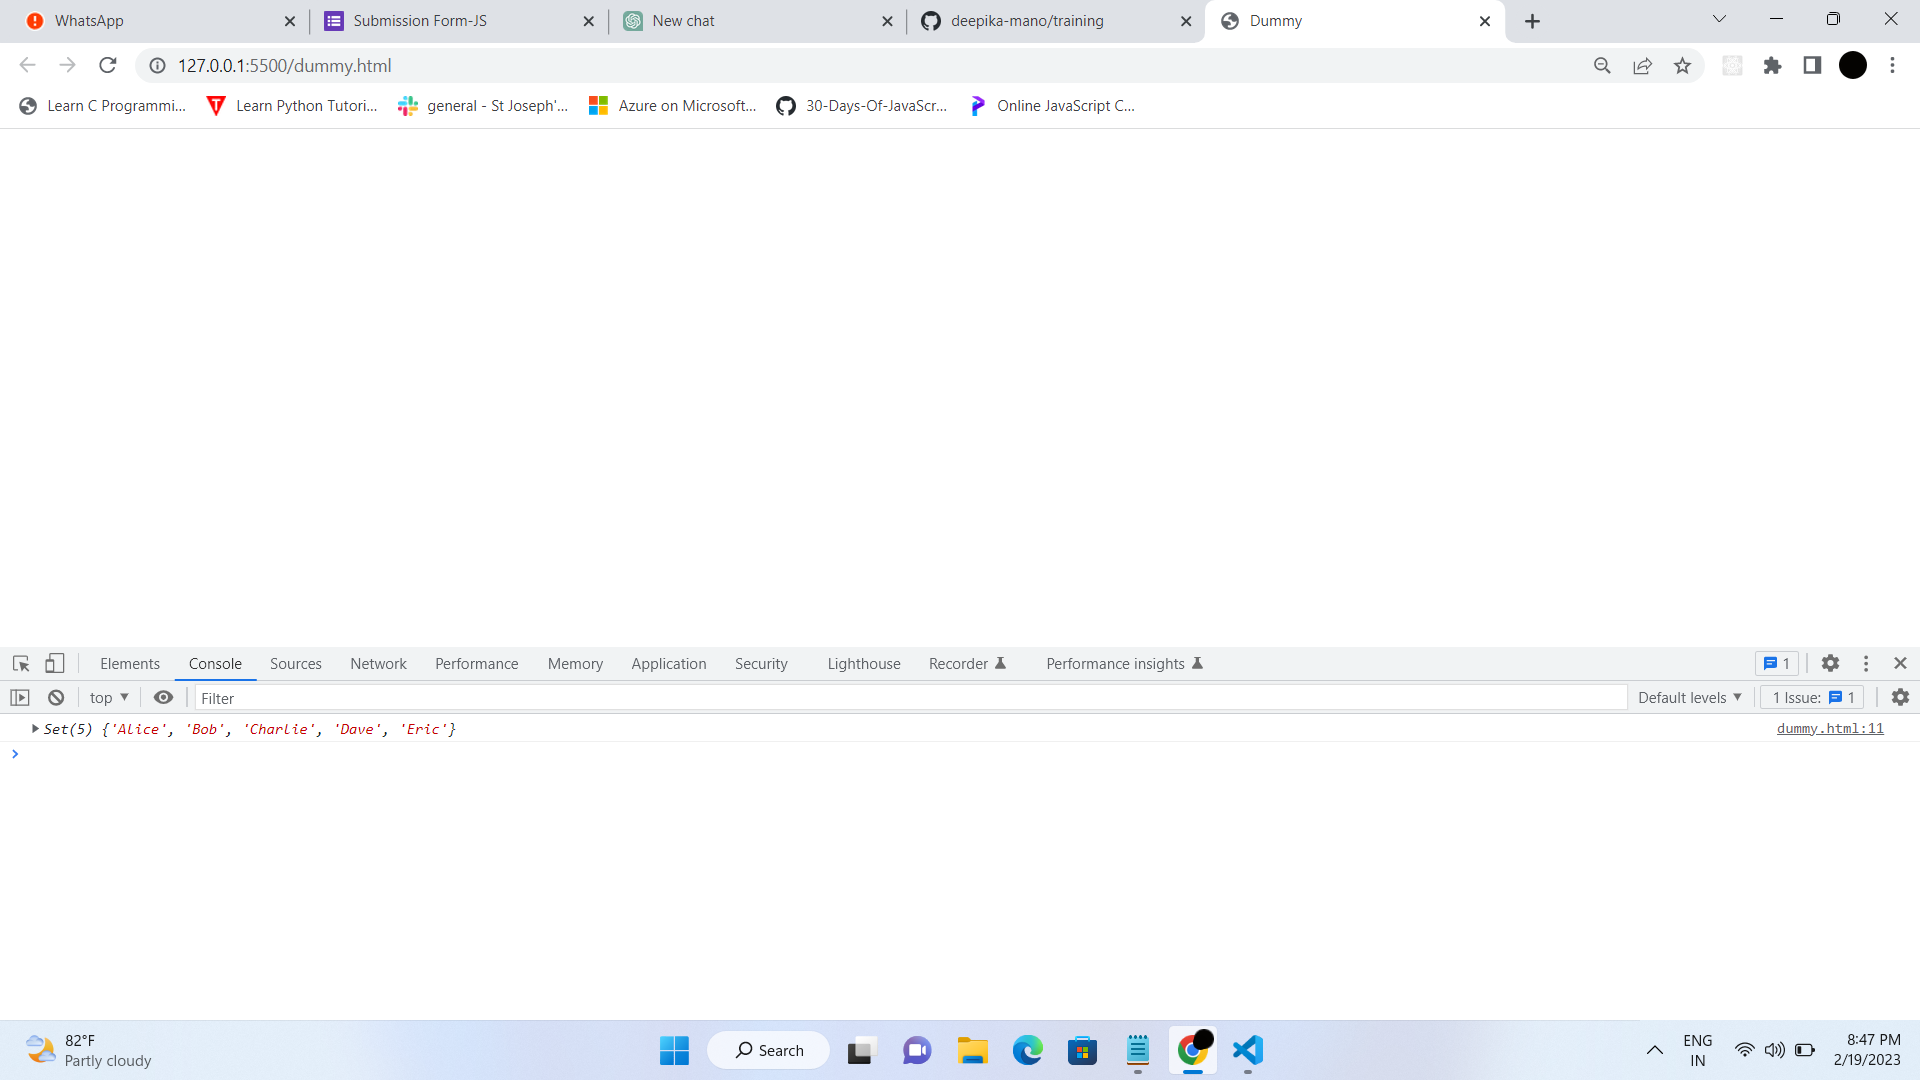 WhatsApp
Submission Form-JS
New chat
deepika-mano/training
Dummy
127.0.0.1:5500/dummy.html
Learn C Programmi...
Learn Python Tutori...
general - St Joseph'...
Azure on Microsoft...
30-Days-Of-JavaScr...
Online JavaScript C...
Elements
Console
Sources
Network
Performance
Memory
Application
Security
Lighthouse
Recorder
Performance insights
1
top
Filter
Default levels
1 Issue: 1
Set(5) {'Alice', 'Bob', 'Charlie', 'Dave', 'Eric'}
dummy.html:11
82°F
Partly cloudy
Search
ENG
IN
8:47 PM
2/19/2023